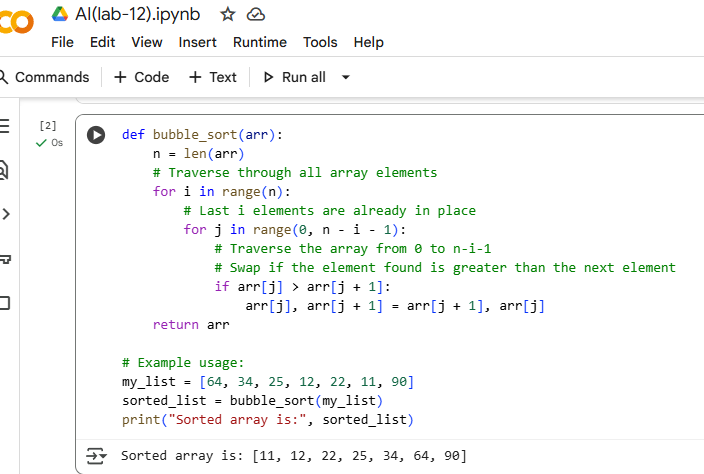 CO
AI(lab-12).ipynb
File Edit View Insert Runtime Tools Help
Commands + Code + Text Run all
[2]
0s
def bubble_sort(arr):
    n = len(arr)
    # Traverse through all array elements
    for i in range(n):
        # Last i elements are already in place
        for j in range(0, n - i - 1):
            # Traverse the array from 0 to n-i-1
            # Swap if the element found is greater than the next element
            if arr[j] > arr[j + 1]:
                arr[j], arr[j + 1] = arr[j + 1], arr[j]
    return arr

# Example usage:
my_list = [64, 34, 25, 12, 22, 11, 90]
sorted_list = bubble_sort(my_list)
print("Sorted array is:", sorted_list)
Sorted array is: [11, 12, 22, 25, 34, 64, 90]